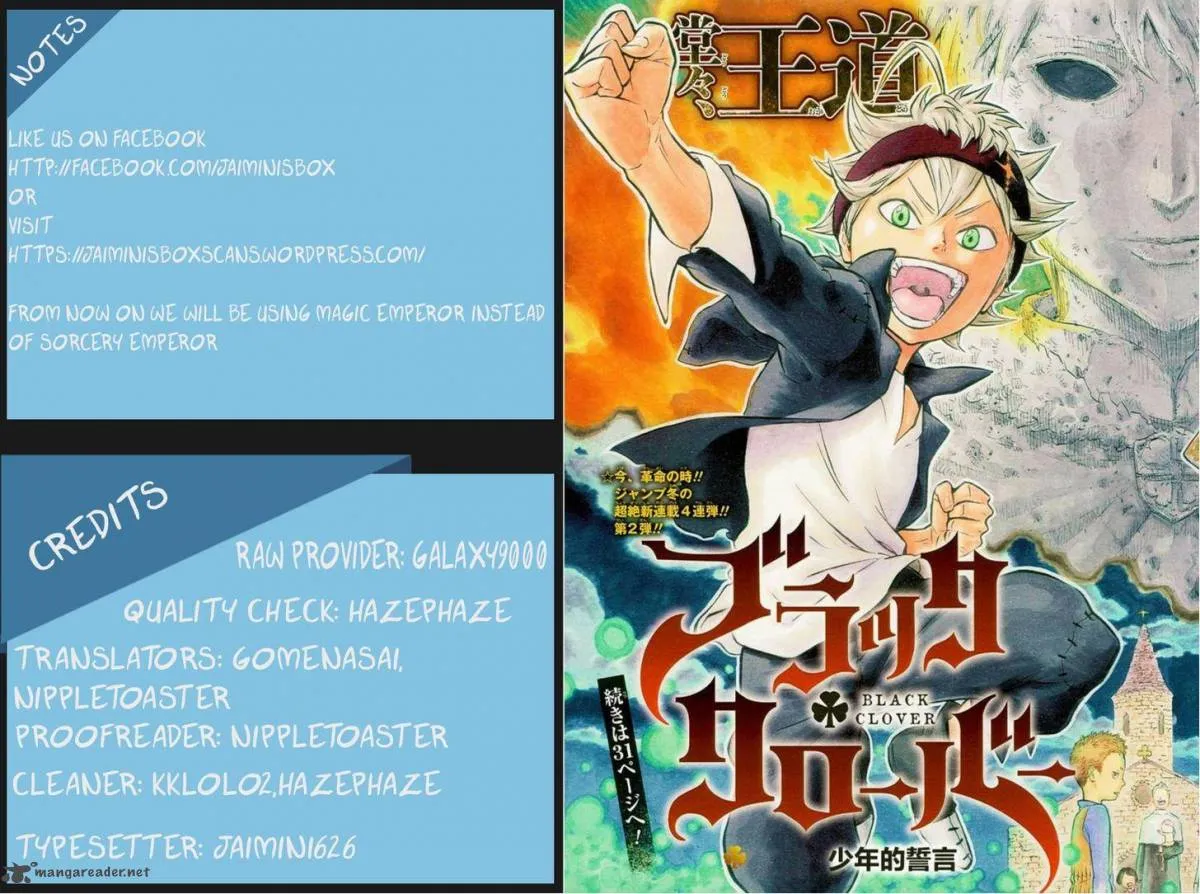 NOTES
LIKE US ON FACEBOOK
HTTP://FACEBOOK.COM/JAIMINISBOX
OR
VISIT
HTTPS://JAIMINISBOXSCANS.WORDPRESS.COM/
FROM NOW ON WE WILL BE USING MAGIC EMPEROR INSTEAD
OF SORCERY EMPEROR
CREDITS
RAW PROVIDER: GALAXY9000
QUALITY CHECK: HAZEPHAZE
TRANSLATORS: GOMENASAI,
NIPPLETOASTER
PROOFREADER: NIPPLETOASTER
CLEANER: KKLOLO2,HAZEPHAZE
TYPESETTER: JAIMINI626
mangareader.net
堂々、王道
☆今、革命の時!!
ジャンプ冬の
超絶新連載4連弾!!
第2弾!!
ブラック
クローバー
BLACK
CLOVER
続きは31ページへ!
少年的誓言